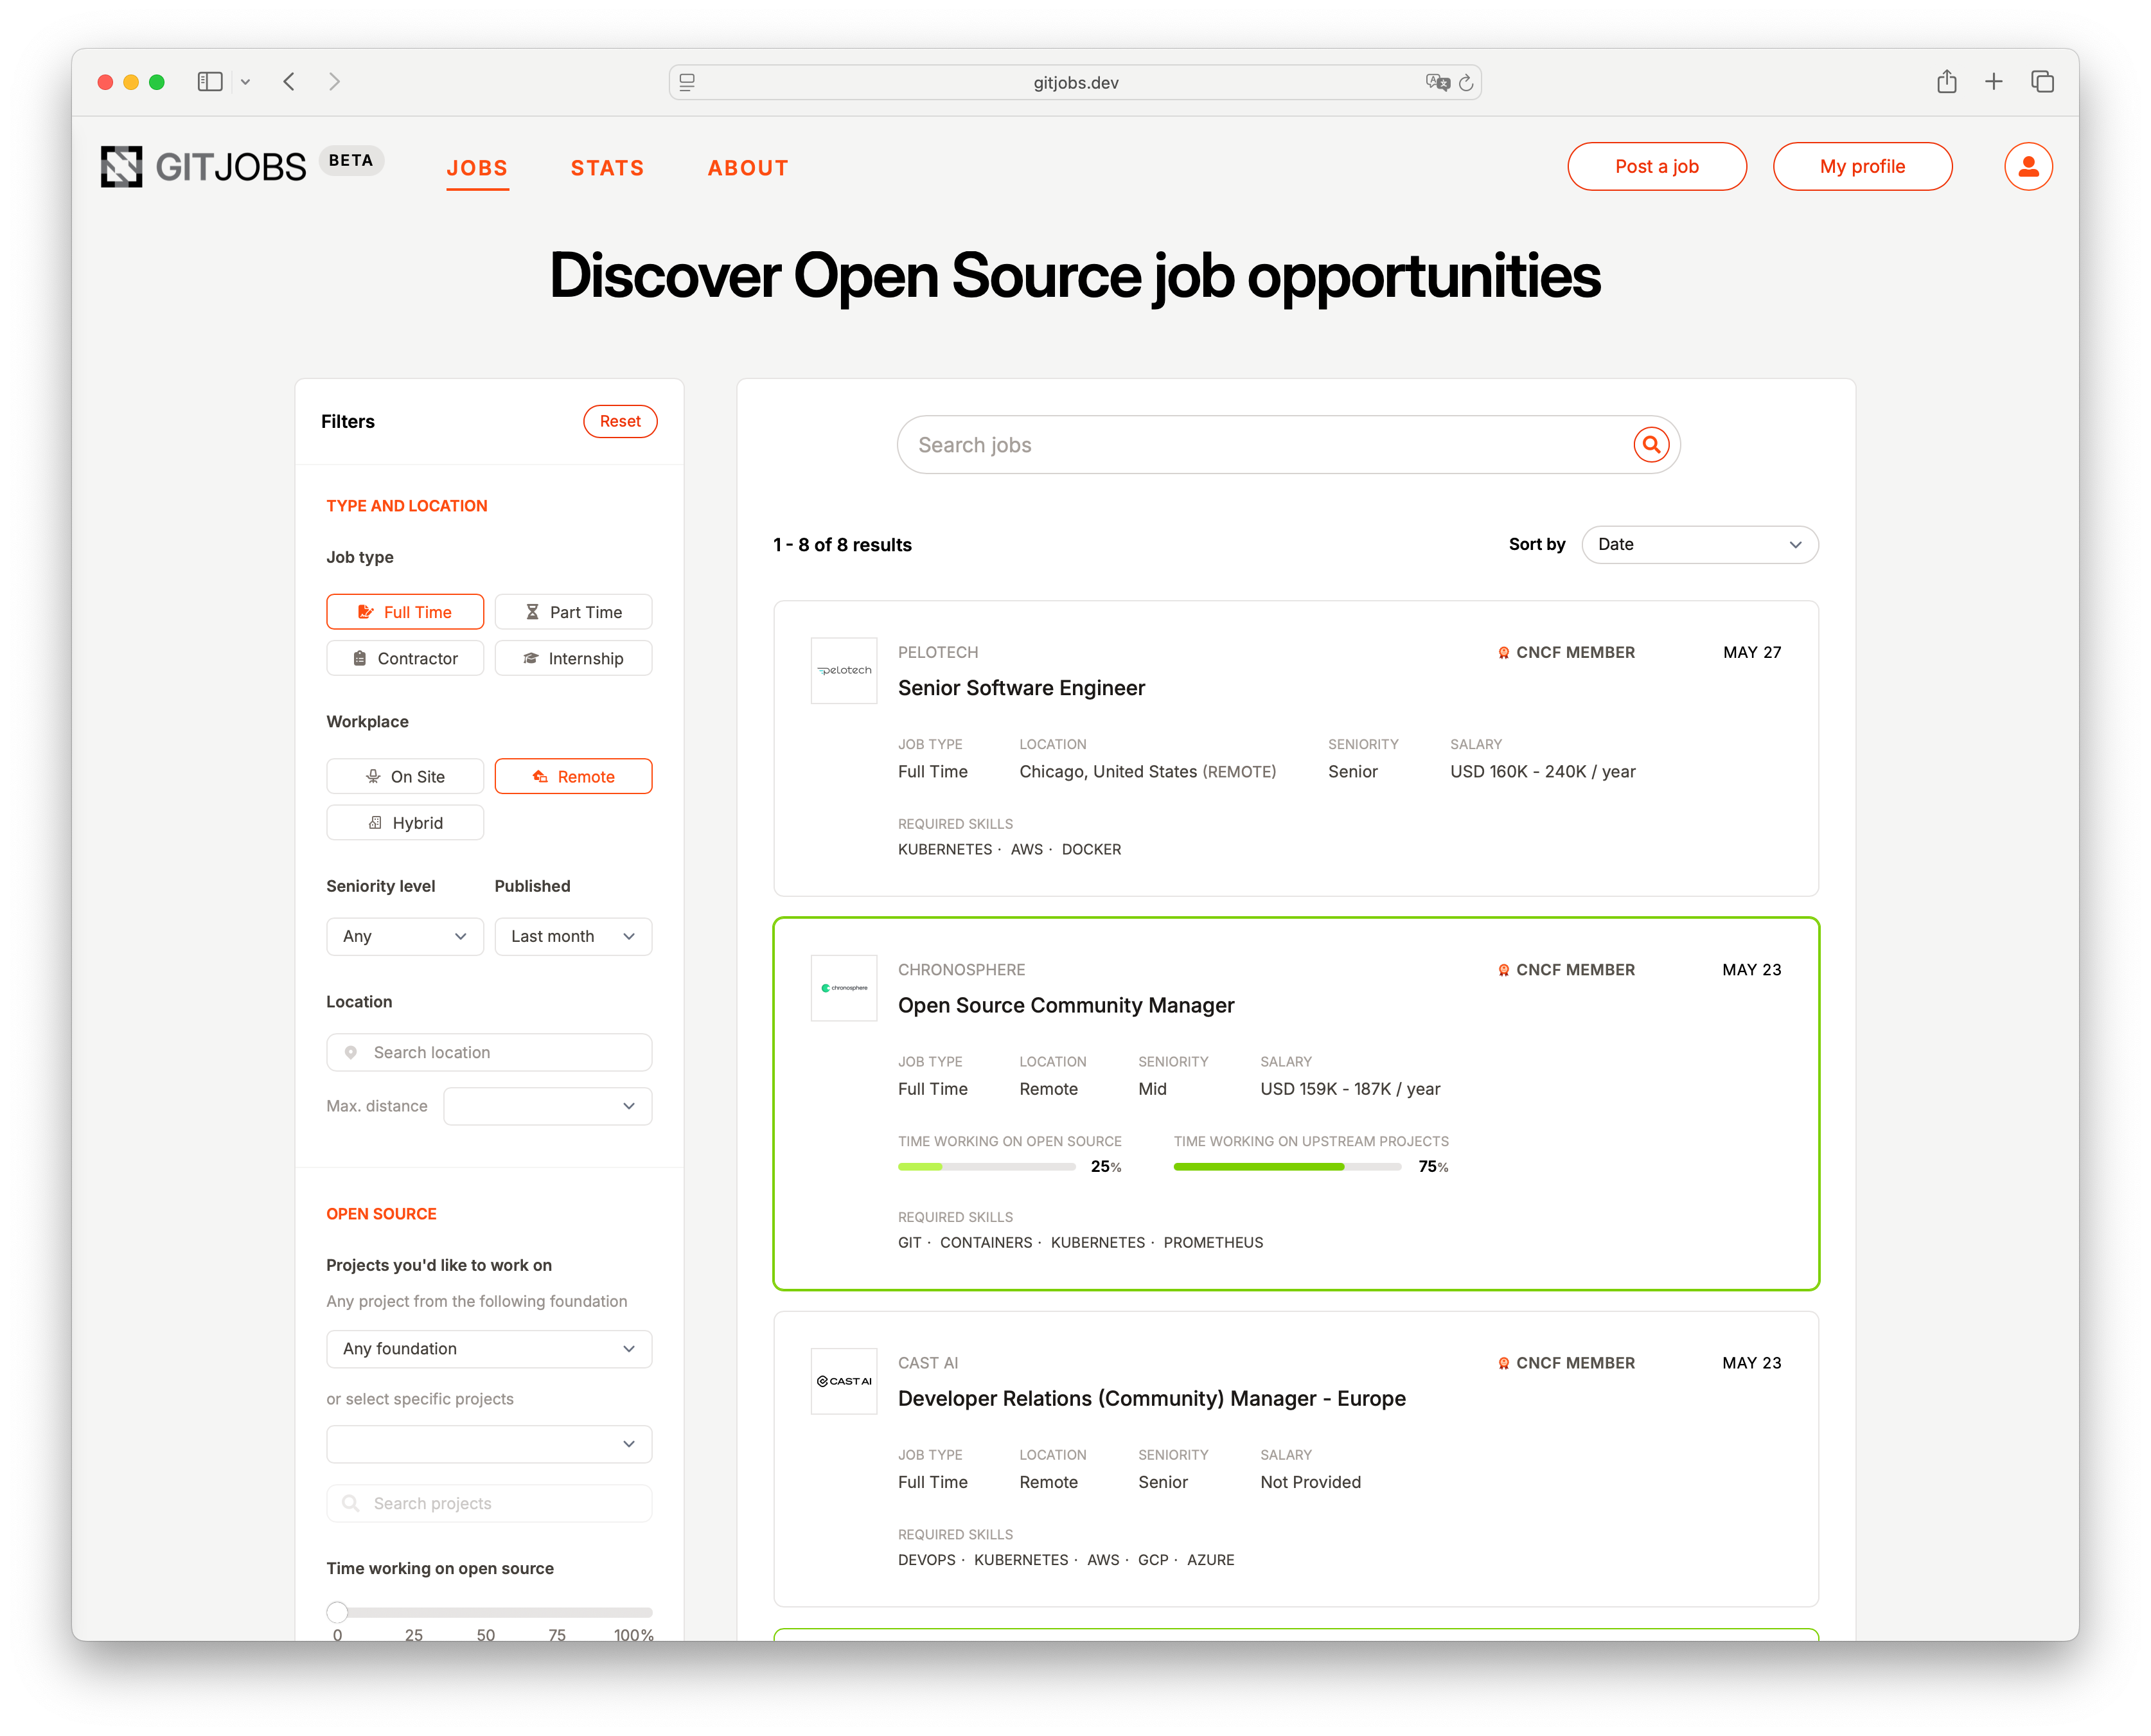 gitjobs.dev
GITJOBS BETA
JOBS STATS ABOUT
Post a job My profile
Discover Open Source job opportunities
Filters Reset
TYPE AND LOCATION
Job type
Full Time Part Time
Contractor Internship
Workplace
On Site Remote
Hybrid
Seniority level Published
Any Last month
Location
Search location
Max. distance
OPEN SOURCE
Projects you'd like to work on
Any project from the following foundation
Any foundation
or select specific projects
Search projects
Time working on open source
0 25 50 75 100%
Search jobs
1 - 8 of 8 results Sort by Date
pelotech
PELOTECH CNCF MEMBER MAY 27
Senior Software Engineer
JOB TYPE LOCATION SENIORITY SALARY
Full Time Chicago, United States (REMOTE) Senior USD 160K - 240K / year
REQUIRED SKILLS
KUBERNETES · AWS · DOCKER
chronosphere
CHRONOSPHERE CNCF MEMBER MAY 23
Open Source Community Manager
JOB TYPE LOCATION SENIORITY SALARY
Full Time Remote Mid USD 159K - 187K / year
TIME WORKING ON OPEN SOURCE TIME WORKING ON UPSTREAM PROJECTS
25% 75%
REQUIRED SKILLS
GIT · CONTAINERS · KUBERNETES · PROMETHEUS
CAST AI
CAST AI CNCF MEMBER MAY 23
Developer Relations (Community) Manager - Europe
JOB TYPE LOCATION SENIORITY SALARY
Full Time Remote Senior Not Provided
REQUIRED SKILLS
DEVOPS · KUBERNETES · AWS · GCP · AZURE